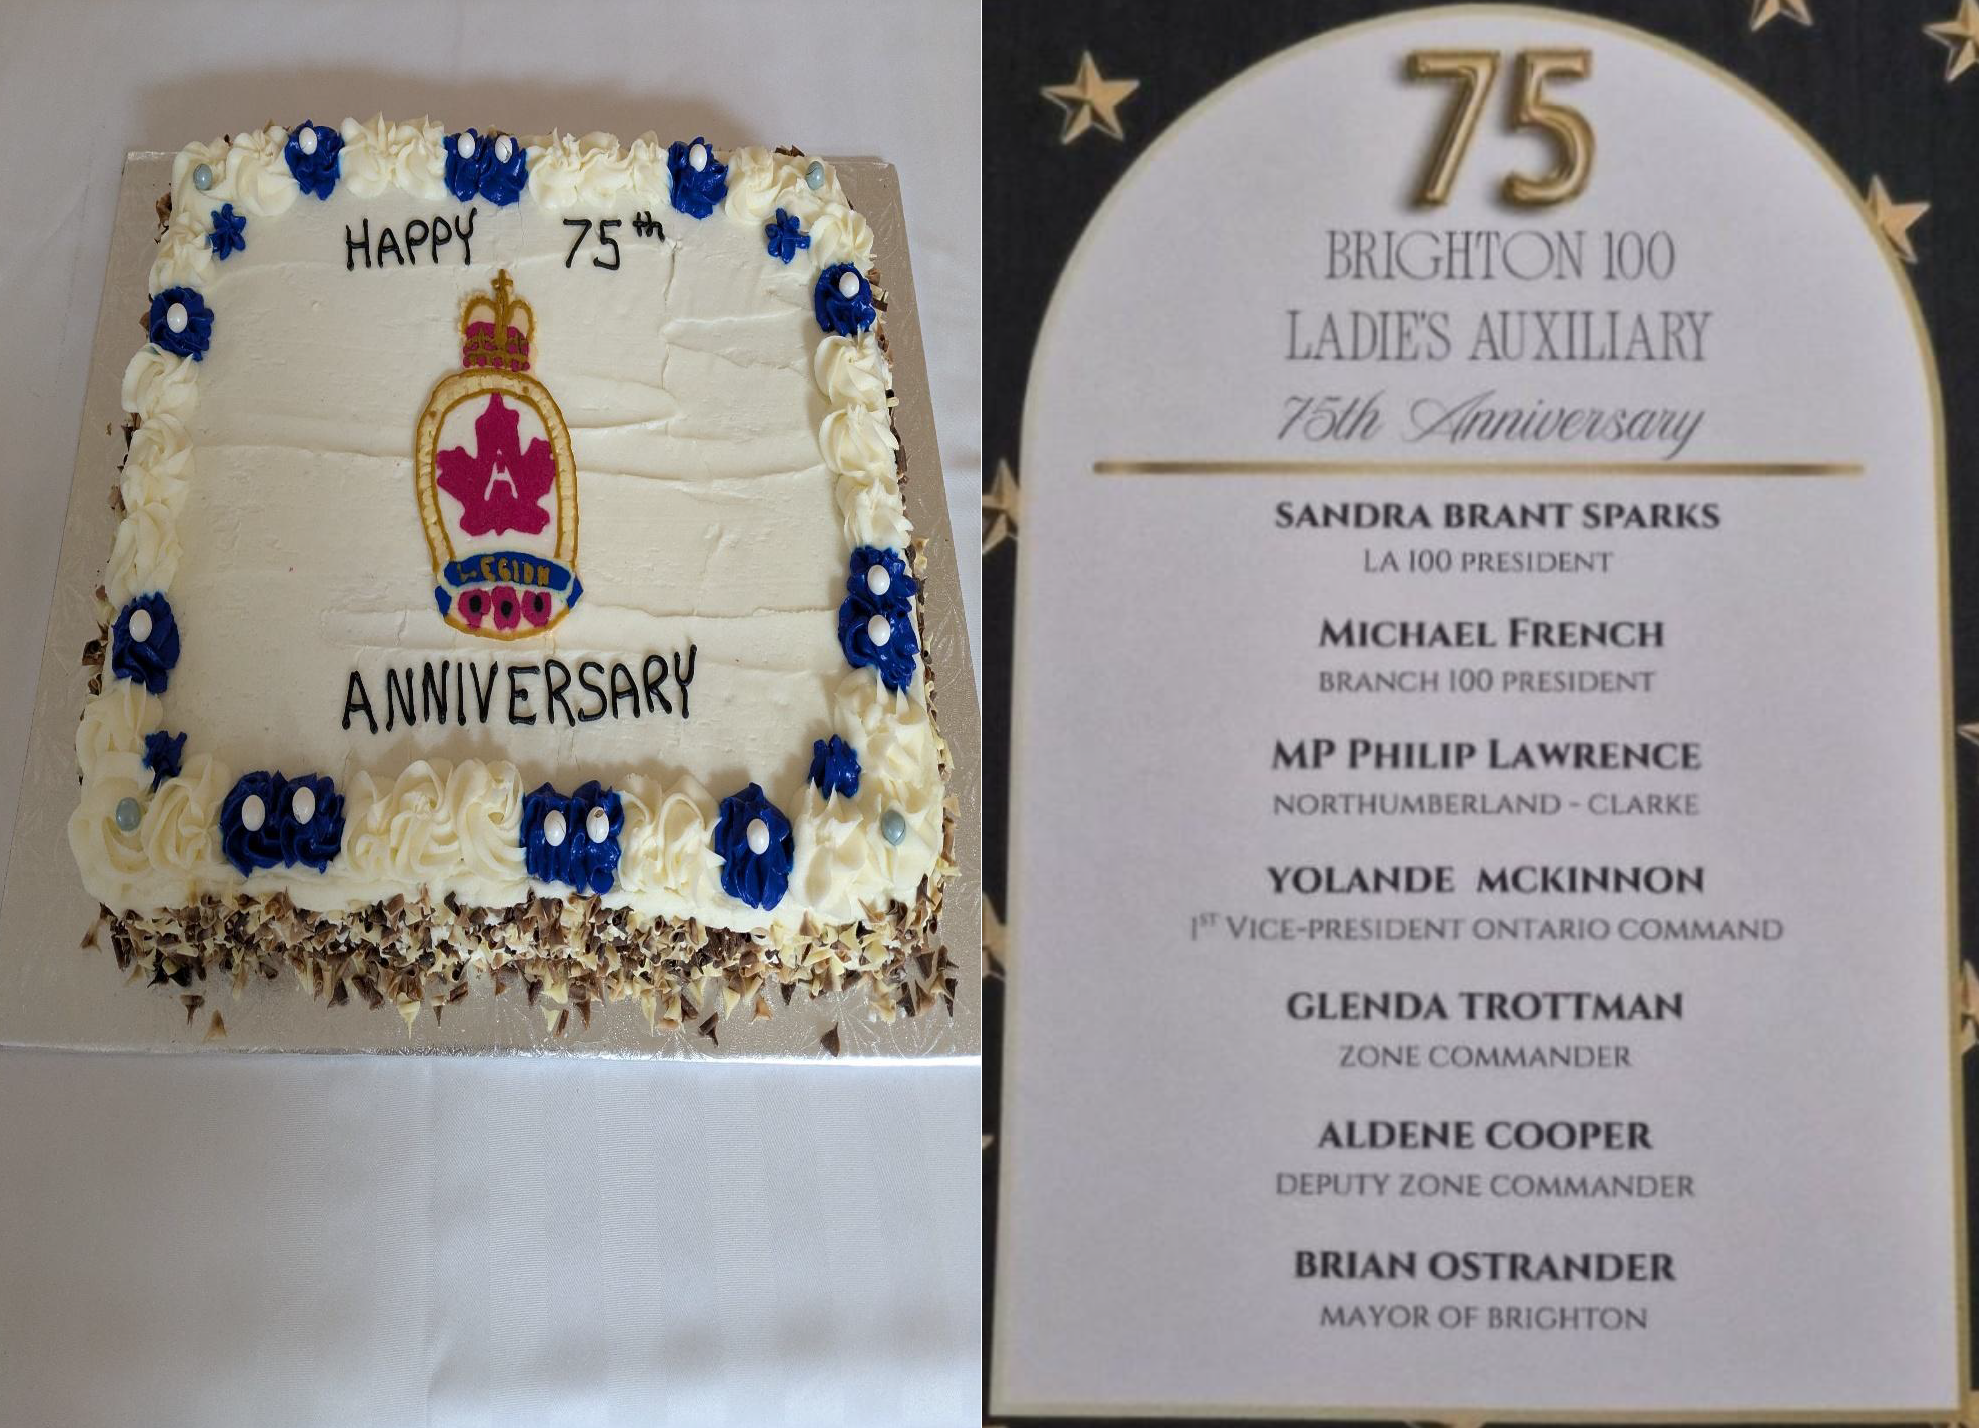 HAPPY 75th
A
LEGION
ANNIVERSARY
75
BRIGHTON 100
LADIE'S AUXILIARY
75th Anniversary
SANDRA BRANT SPARKS
LA 100 PRESIDENT
MICHAEL FRENCH
BRANCH 100 PRESIDENT
MP PHILIP LAWRENCE
NORTHUMBERLAND - CLARKE
YOLANDE MCKINNON
1ST VICE-PRESIDENT ONTARIO COMMAND
GLENDA TROTTMAN
ZONE COMMANDER
ALDENE COOPER
DEPUTY ZONE COMMANDER
BRIAN OSTRANDER
MAYOR OF BRIGHTON